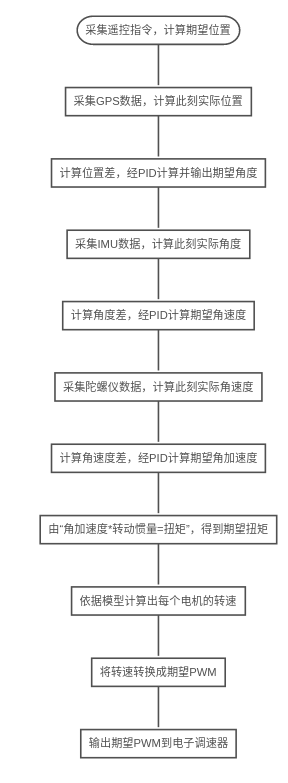 采集遥控指令，计算期望位置
采集GPS数据，计算此刻实际位置
计算位置差，经PID计算并输出期望角度
采集IMU数据，计算此刻实际角度
计算角度差，经PID计算期望角速度
采集陀螺仪数据，计算此刻实际角速度
计算角速度差，经PID计算期望角加速度
由“角加速度*转动惯量=扭矩”，得到期望扭矩
依据模型计算出每个电机的转速
将转速转换成期望PWM
输出期望PWM到电子调速器